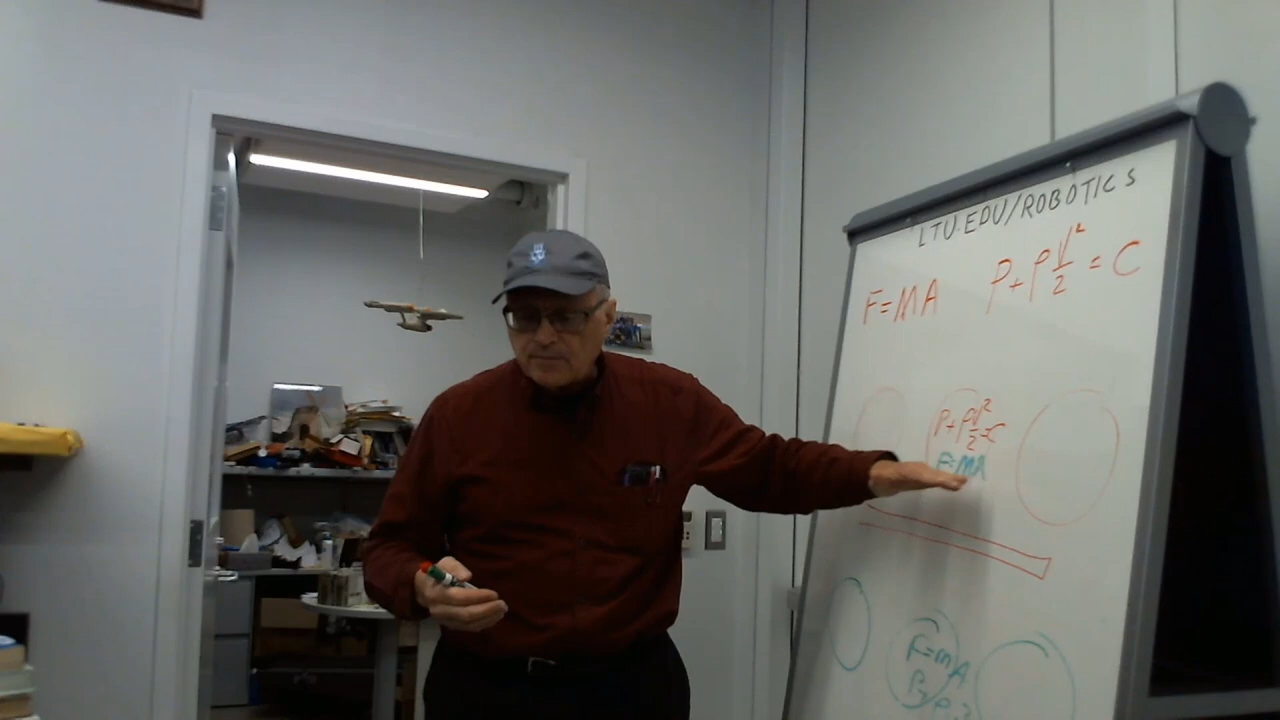 LTU.EDU/ROBOTICS
F=MA P+ρV²/2=C
P+ρV²/2=C
F=MA
F=MA